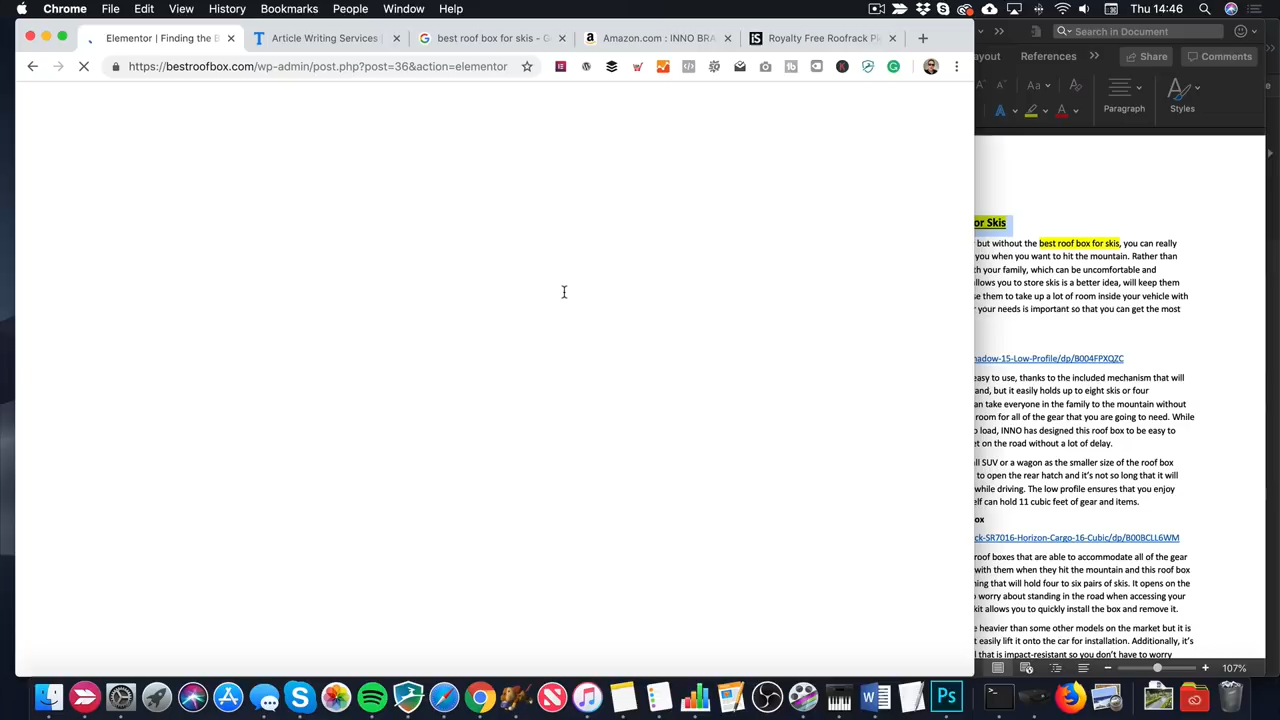 Chrome File Edit View History Bookmarks People Window Help
Thu 14:46
Elementor | Finding the B
Article Writing Services |
best roof box for skis - G
Amazon.com : INNO BRA
Royalty Free Roofrack Pi
Search in Document
https://bestroofbox.com/wp-admin/post.php?post=36&action=elementor
ayout References Share Comments
Aa
Paragraph Styles
or Skis
but without the best roof box for skis, you can really
you when you want to hit the mountain. Rather than
h your family, which can be uncomfortable and
llows you to store skis is a better idea, will keep them
se them to take up a lot of room inside your vehicle with
r your needs is important so that you can get the most
hadow-15-Low-Profile/dp/B004FPXQZC
easy to use, thanks to the included mechanism that will
and, but it easily holds up to eight skis or four
an take everyone in the family to the mountain without
room for all of the gear that you are going to need. While
o load, INNO has designed this roof box to be easy to
et on the road without a lot of delay.
ll SUV or a wagon as the smaller size of the roof box
to open the rear hatch and it's not so long that it will
while driving. The low profile ensures that you enjoy
elf can hold 11 cubic feet of gear and items.
ox
ck-SR7016-Horizon-Cargo-16-Cubic/dp/B00BCLL6WM
roof boxes that are able to accommodate all of the gear
with them when they hit the mountain and this roof box
hing that will hold four to six pairs of skis. It opens on the
o worry about standing in the road when accessing your
kit allows you to quickly install the box and remove it.
e heavier than some other models on the market but it is
t easily lift it onto the car for installation. Additionally, it's
l that is impact-resistant so you don't have to worry
107%
Ps